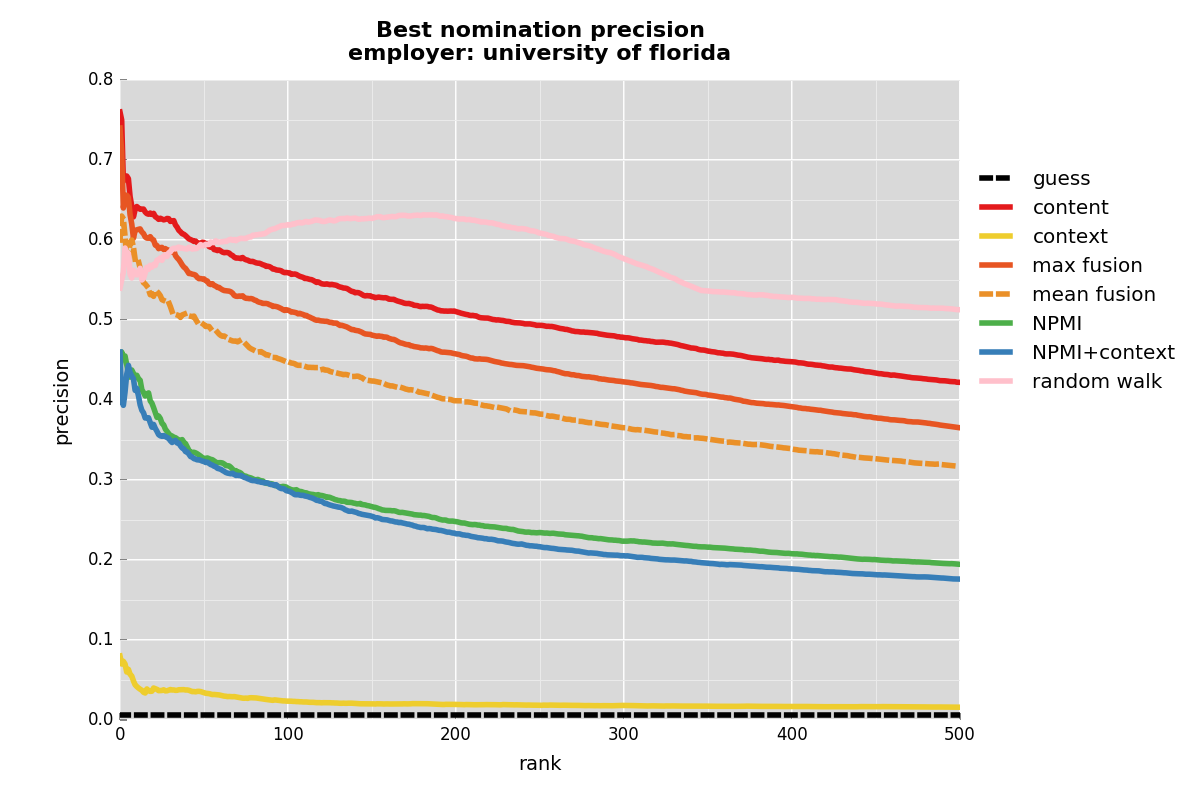 Best nomination precision
employer: university of florida
precision
0.8
0.7
0.6
0.5
0.4
0.3
0.2
0.1
0.0
0
100
200
300
400
500
rank
guess
content
context
max fusion
mean fusion
NPMI
NPMI+context
random walk